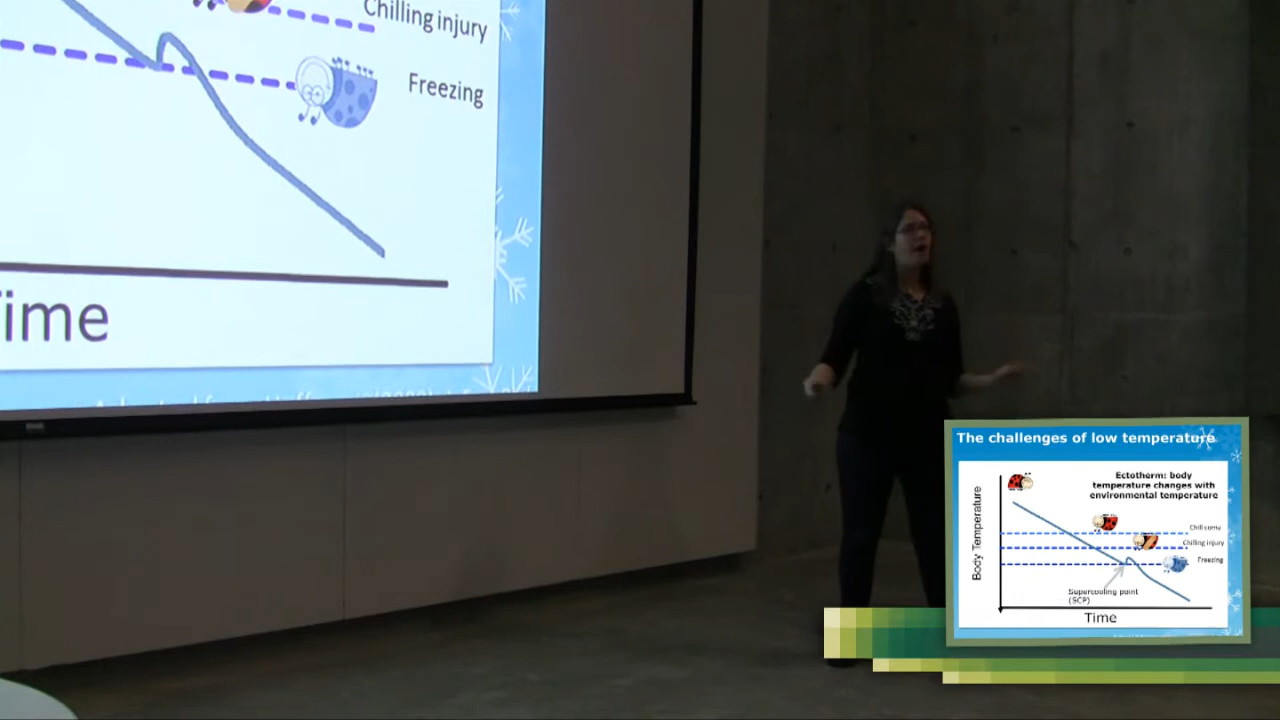 Chilling injury
Freezing
ime
The challenges of low temperature
Ectotherm: body
temperature changes with
environmental temperature
Body Temperature
Chill coma
Chilling injury
Freezing
Supercooling point
(SCP)
Time